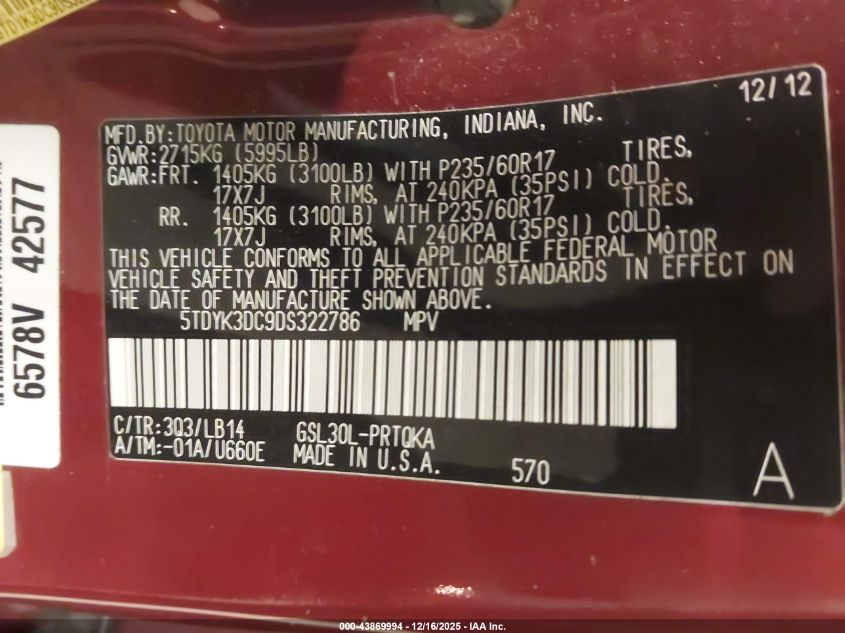 12/12
MFD.BY:TOYOTA MOTOR MANUFACTURING, INDIANA, INC.
GVWR:2715KG (5995LB)
GAWR:FRT. 1405KG (3100LB) WITH P235/60R17 TIRES,
17X7J RIMS, AT 240KPA (35PSI) COLD.
RR. 1405KG (3100LB) WITH P235/60R17 TIRES,
17X7J RIMS, AT 240KPA (35PSI) COLD.
THIS VEHICLE CONFORMS TO ALL APPLICABLE FEDERAL MOTOR
VEHICLE SAFETY AND THEFT PREVENTION STANDARDS IN EFFECT ON
THE DATE OF MANUFACTURE SHOWN ABOVE.
5TDYK3DC9DS322786 MPV
C/TR:3Q3/LB14 GSL30L-PRTQKA
A/TM:-01A/U660E MADE IN U.S.A.
570
A
6578V 42577
000-43869994 - 12/16/2025 - IAA Inc.